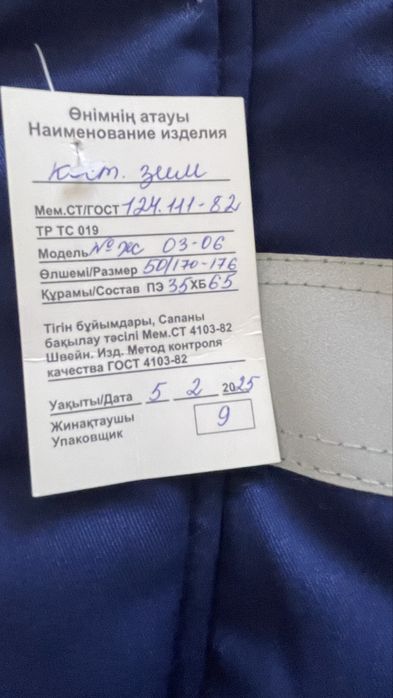 Өнімнің атауы
Наименование изделия
кост. зим
Мем.СТ/ГОСТ 124.111-82
ТР ТС 019
Модель № жс 03-06
Өлшемі/Размер 50/170-176
Құрамы/Состав ПЭ 35 ХБ 65
Тігін бұйымдары, Сапаны
бақылау тәсілі Мем.СТ 4103-82
Швейн. Изд. Метод контроля
качества ГОСТ 4103-82
Уақыты/Дата 5 2 2025
Жинақтаушы
Упаковщик
9